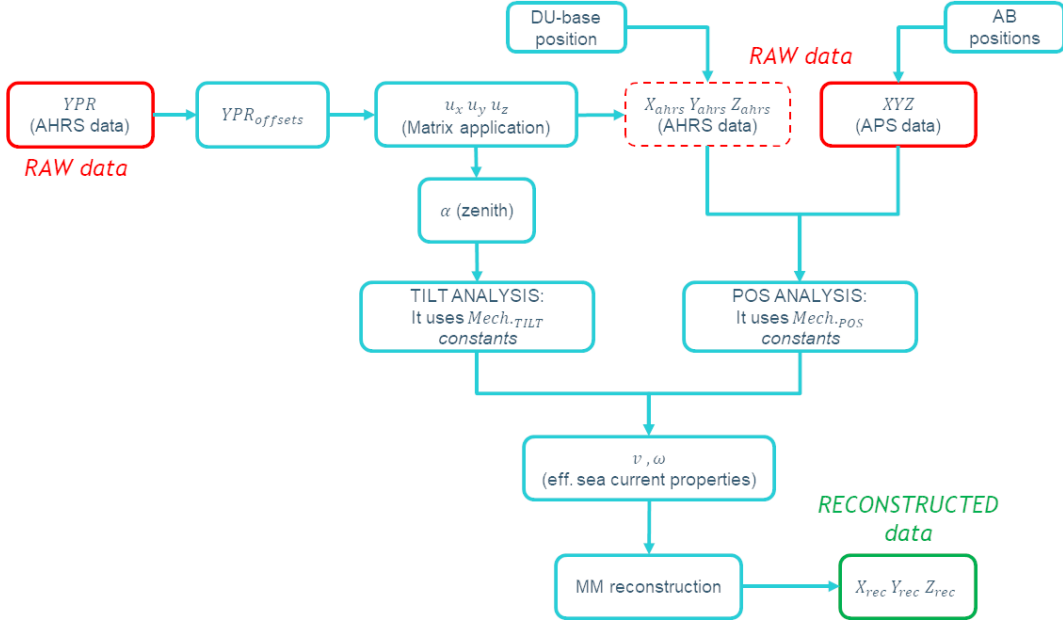 DU-base
position
AB
positions
RAW data
YPR
(AHRS data)
RAW data
YPR_offsets
u_x u_y u_z
(Matrix application)
X_ahrs Y_ahrs Z_ahrs
(AHRS data)
XYZ
(APS data)
α (zenith)
TILT ANALYSIS:
It uses Mech._TILT
constants
POS ANALYSIS:
It uses Mech._POS
constants
v , ω
(eff. sea current properties)
RECONSTRUCTED
data
MM reconstruction
X_rec Y_rec Z_rec